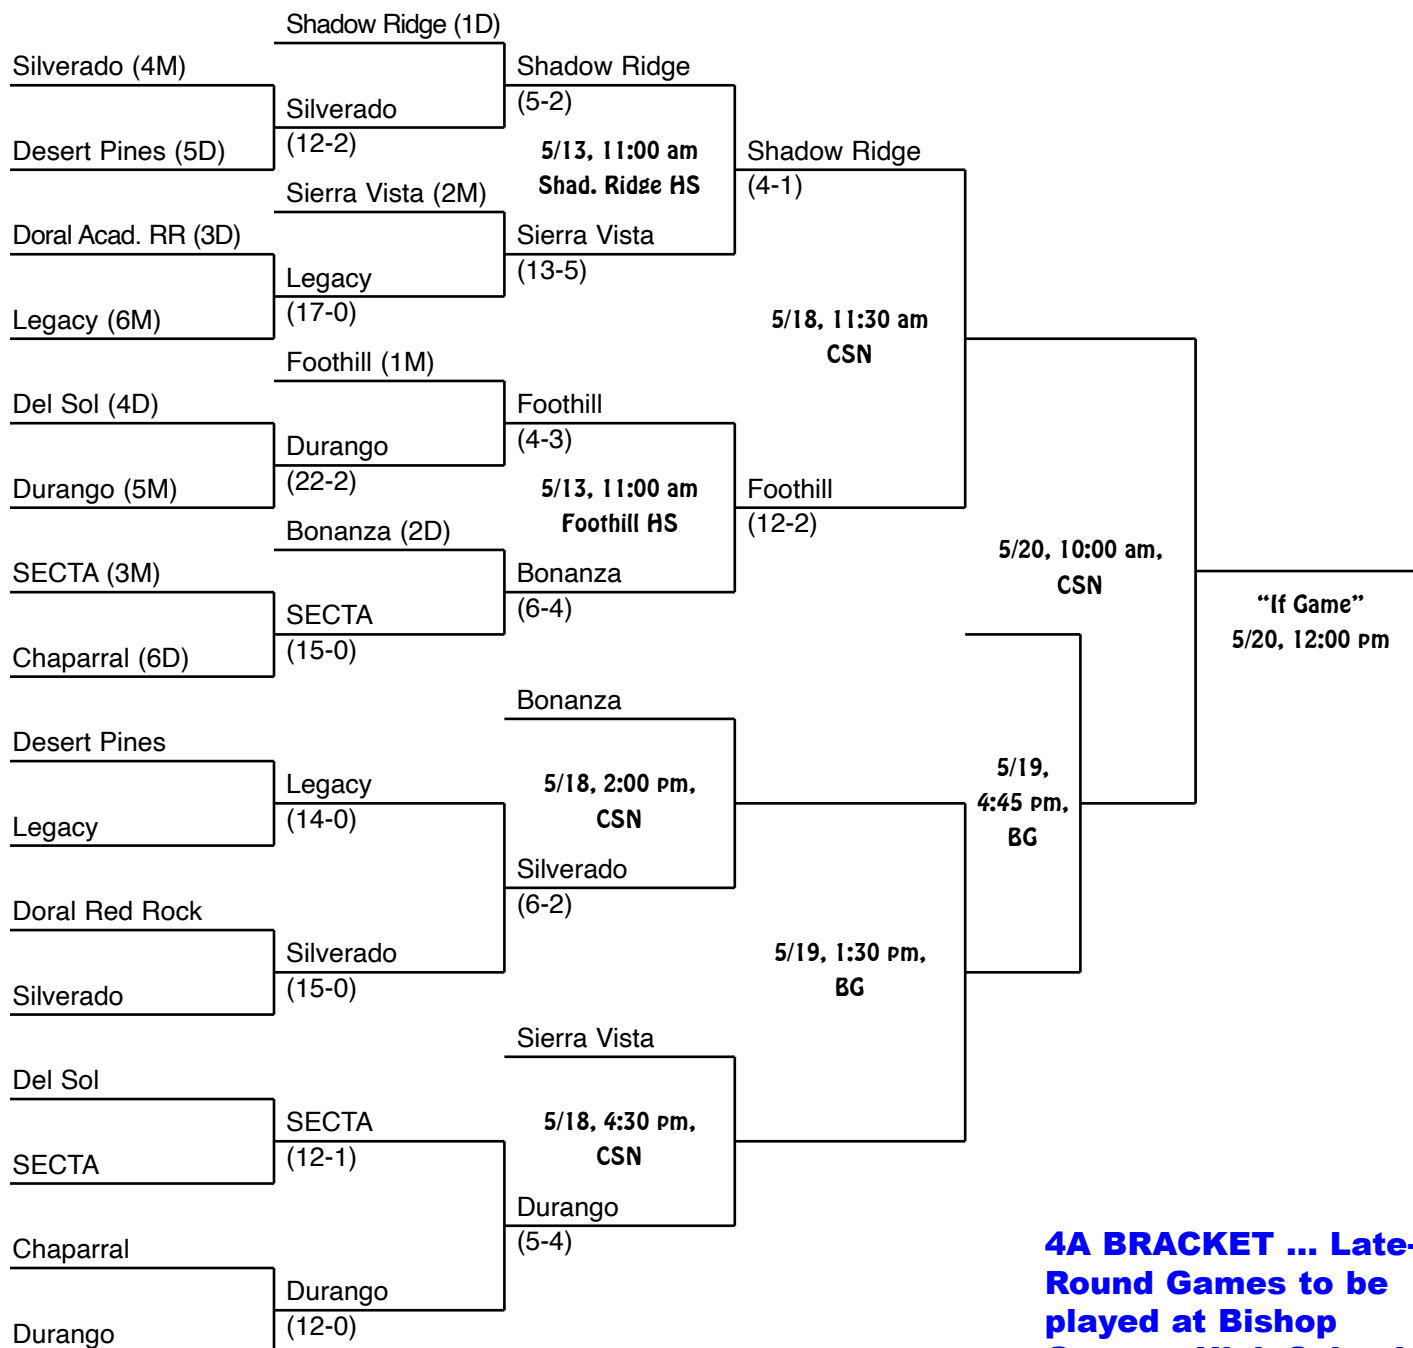 Shadow Ridge (1D)
Silverado (4M)
Shadow Ridge
(5-2)
Silverado
(12-2)
Desert Pines (5D)
5/13, 11:00 am
Shad. Ridge HS
Shadow Ridge
(4-1)
Sierra Vista (2M)
Doral Acad. RR (3D)
Sierra Vista
(13-5)
Legacy
(17-0)
Legacy (6M)
5/18, 11:30 am
CSN
Foothill (1M)
Del Sol (4D)
Foothill
(4-3)
Durango
(22-2)
Durango (5M)
5/13, 11:00 am
Foothill HS
Foothill
(12-2)
Bonanza (2D)
5/20, 10:00 am,
CSN
SECTA (3M)
Bonanza
(6-4)
"If Game"
5/20, 12:00 pm
SECTA
(15-0)
Chaparral (6D)
Bonanza
Desert Pines
Legacy
(14-0)
5/18, 2:00 pm,
CSN
5/19,
4:45 pm,
BG
Legacy
Silverado
(6-2)
Doral Red Rock
Silverado
(15-0)
5/19, 1:30 pm,
BG
Silverado
Sierra Vista
Del Sol
SECTA
(12-1)
5/18, 4:30 pm,
CSN
SECTA
Durango
(5-4)
Chaparral
Durango
(12-0)
Durango
4A BRACKET ... Late-
Round Games to be
played at Bishop